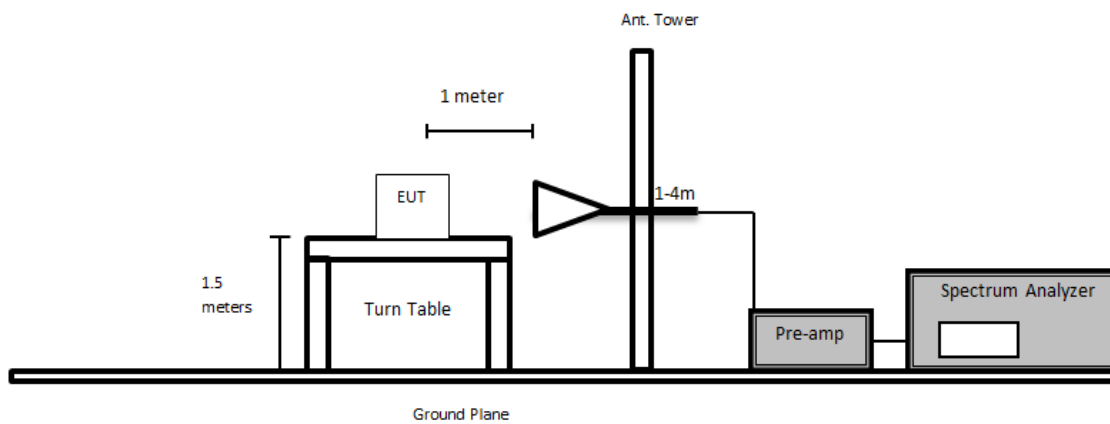 Ant. Tower
1 meter
EUT
1-4m
1.5
meters
Turn Table
Spectrum Analyzer
Pre-amp
Ground Plane